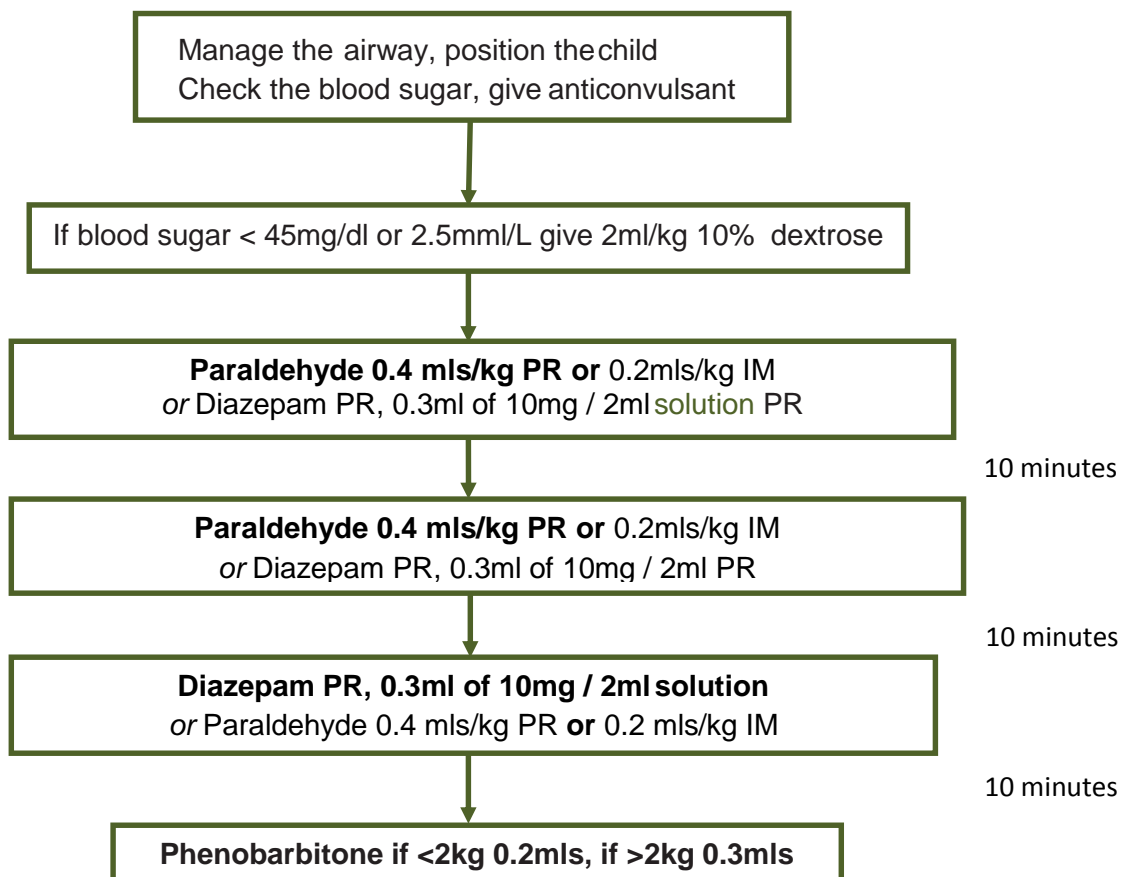 Manage the airway, position thechild
Check the blood sugar, give anticonvulsant
If blood sugar < 45mg/dl or 2.5mml/L give 2ml/kg 10% dextrose
Paraldehyde 0.4 mls/kg PR or 0.2mls/kg IM
or Diazepam PR, 0.3ml of 10mg / 2ml solution PR
10 minutes
Paraldehyde 0.4 mls/kg PR or 0.2mls/kg IM
or Diazepam PR, 0.3ml of 10mg / 2ml PR
10 minutes
Diazepam PR, 0.3ml of 10mg / 2ml solution
or Paraldehyde 0.4 mls/kg PR or 0.2 mls/kg IM
10 minutes
Phenobarbitone if <2kg 0.2mls, if >2kg 0.3mls